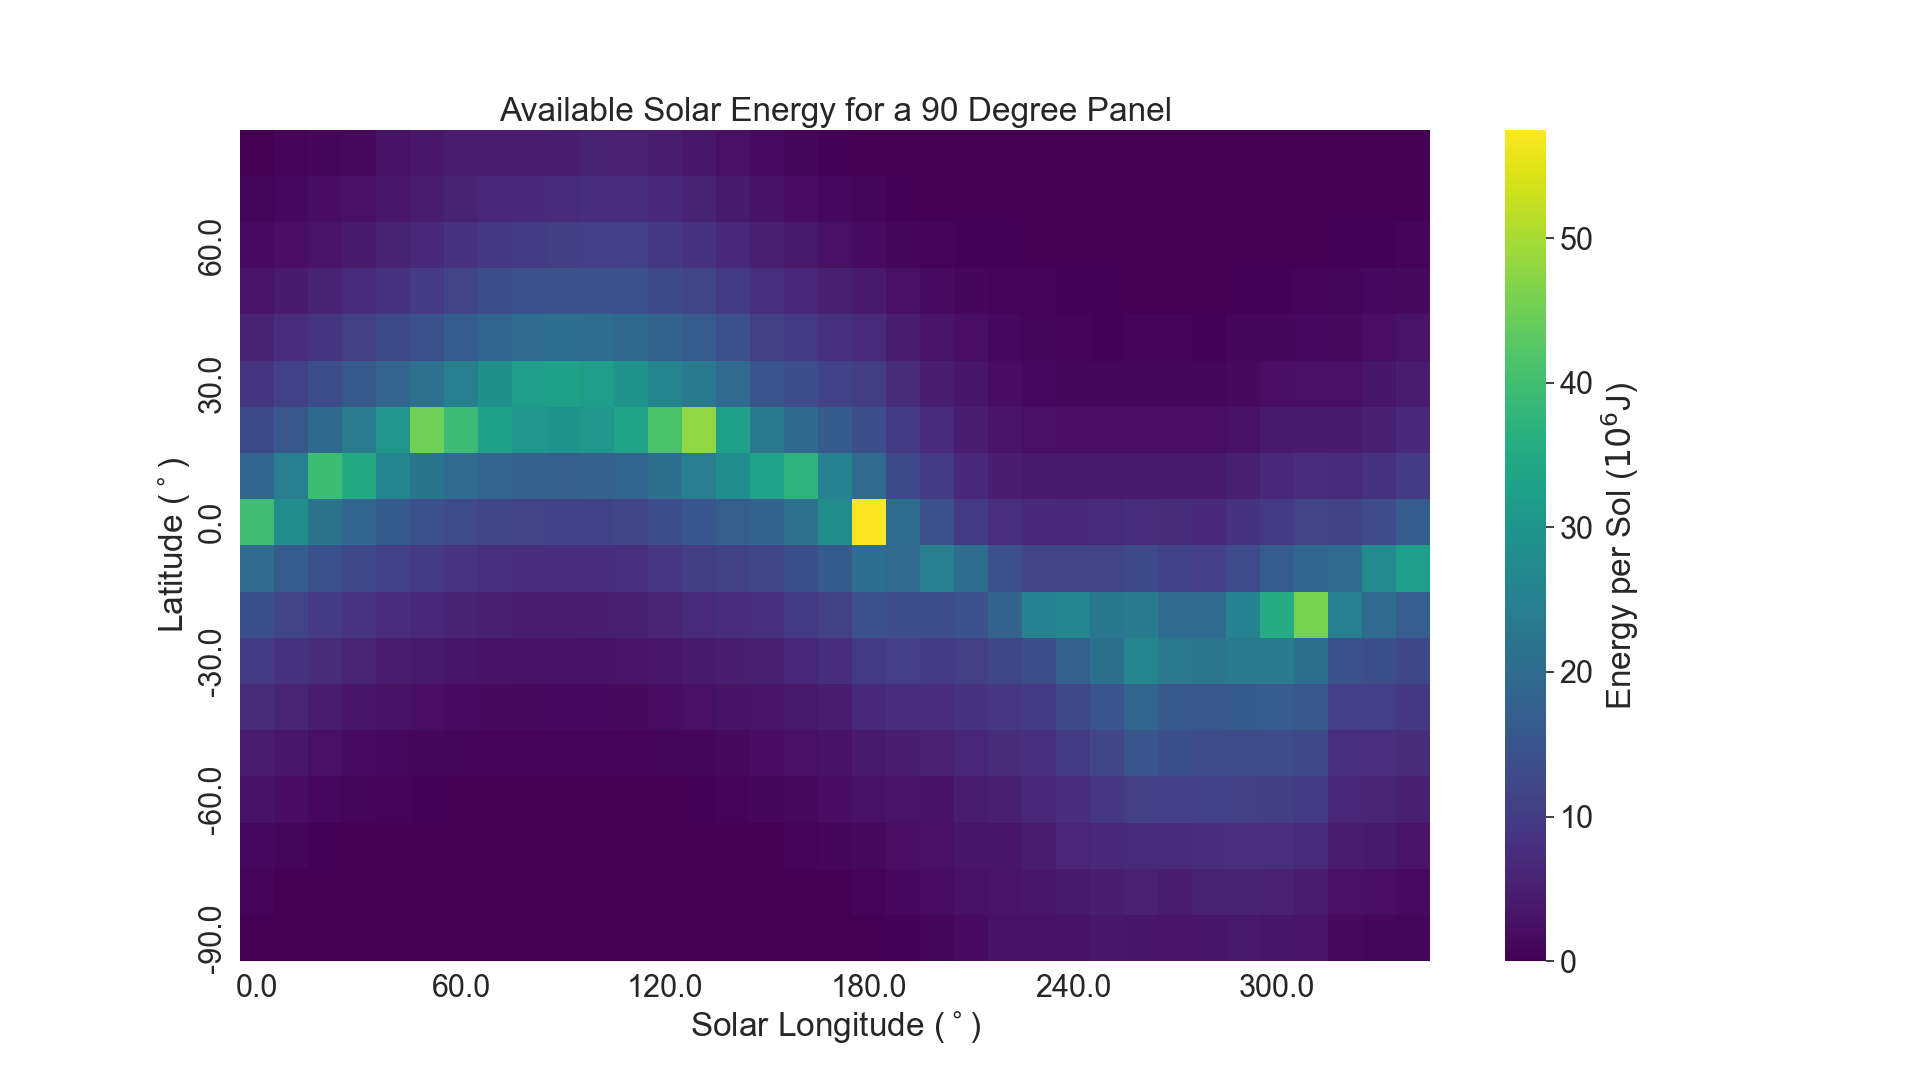 Available Solar Energy for a 90 Degree Panel
60.0
30.0
0.0
-30.0
-60.0
-90.0
Latitude (°)
0.0 60.0 120.0 180.0 240.0 300.0
Solar Longitude (°)
50
40
30
20
10
0
Energy per Sol (10⁶J)